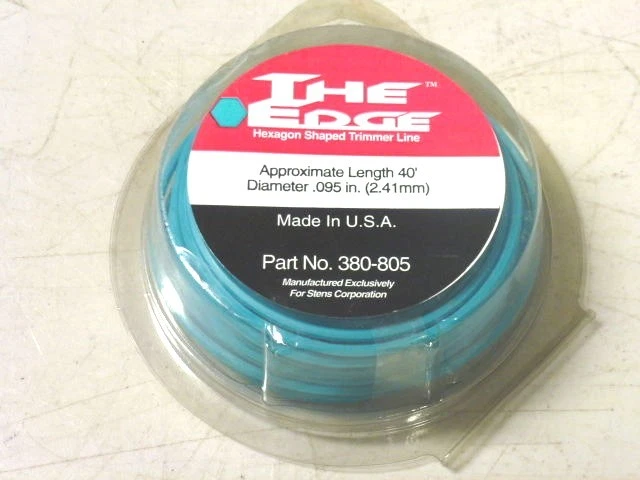 THE ™
EDGE
Hexagon Shaped Trimmer Line
Approximate Length 40'
Diameter .095 in. (2.41mm)
Made In U.S.A.
Part No. 380-805
Manufactured Exclusively
For Stens Corporation